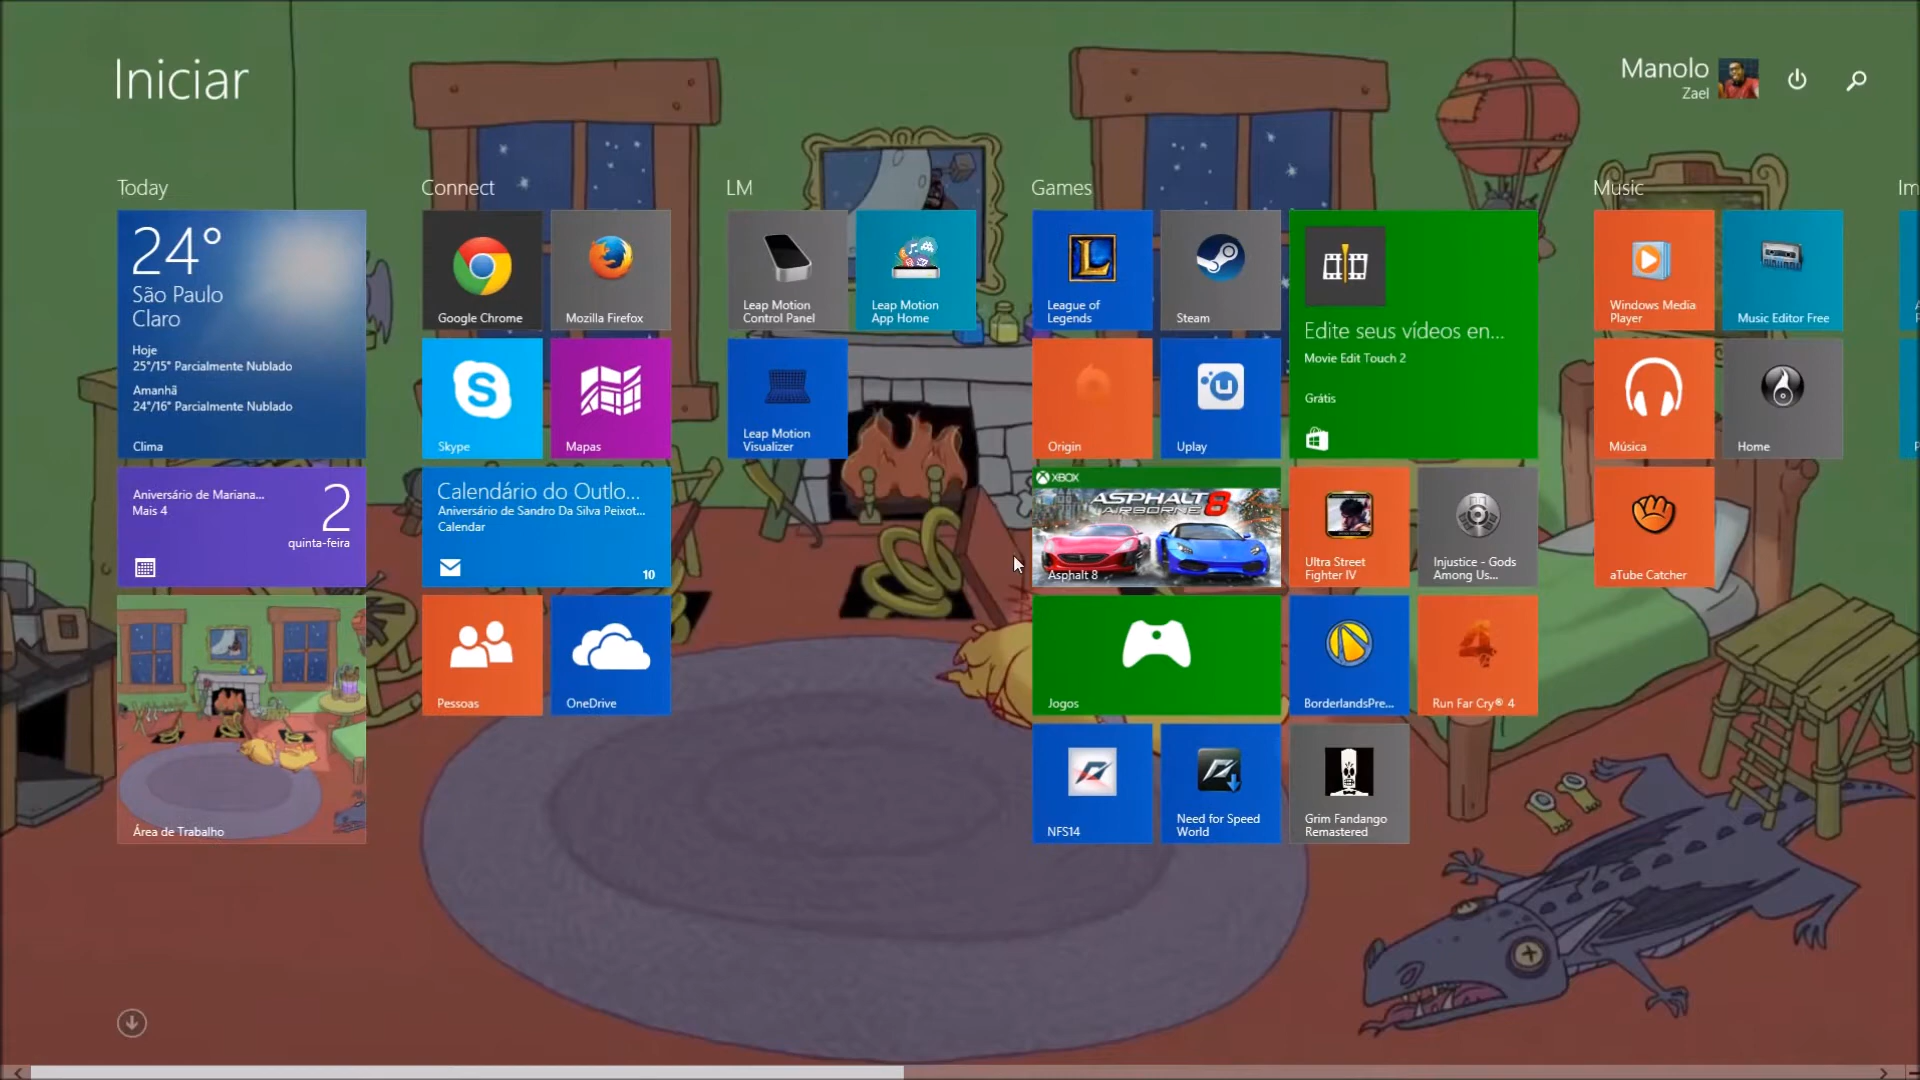 Iniciar
Manolo
Zael
Today
24°
São Paulo
Claro
Hoje
25°/15° Parcialmente Nublado
Amanhã
24°/16° Parcialmente Nublado
Clima
Aniversário de Mariana...
Mais 4
2
quinta-feira
Área de Trabalho
Connect
Google Chrome
Mozilla Firefox
Skype
Mapas
Calendário do Outlo...
Aniversário de Sandro Da Silva Peixot...
Calendar
10
Pessoas
OneDrive
LM
Leap Motion
Control Panel
Leap Motion
App Home
Leap Motion
Visualizer
Games
League of
Legends
Steam
Edite seus vídeos en...
Movie Edit Touch 2
Grátis
Origin
Uplay
XBOX
ASPHALT 8
AIRBORNE
Asphalt 8
Ultra Street
Fighter IV
Injustice - Gods
Among Us...
Jogos
BorderlandsPre...
Run Far Cry® 4
NFS14
Need for Speed
World
Grim Fandango
Remastered
Music
Windows Media
Player
Music Editor Free
Música
Home
aTube Catcher
Im